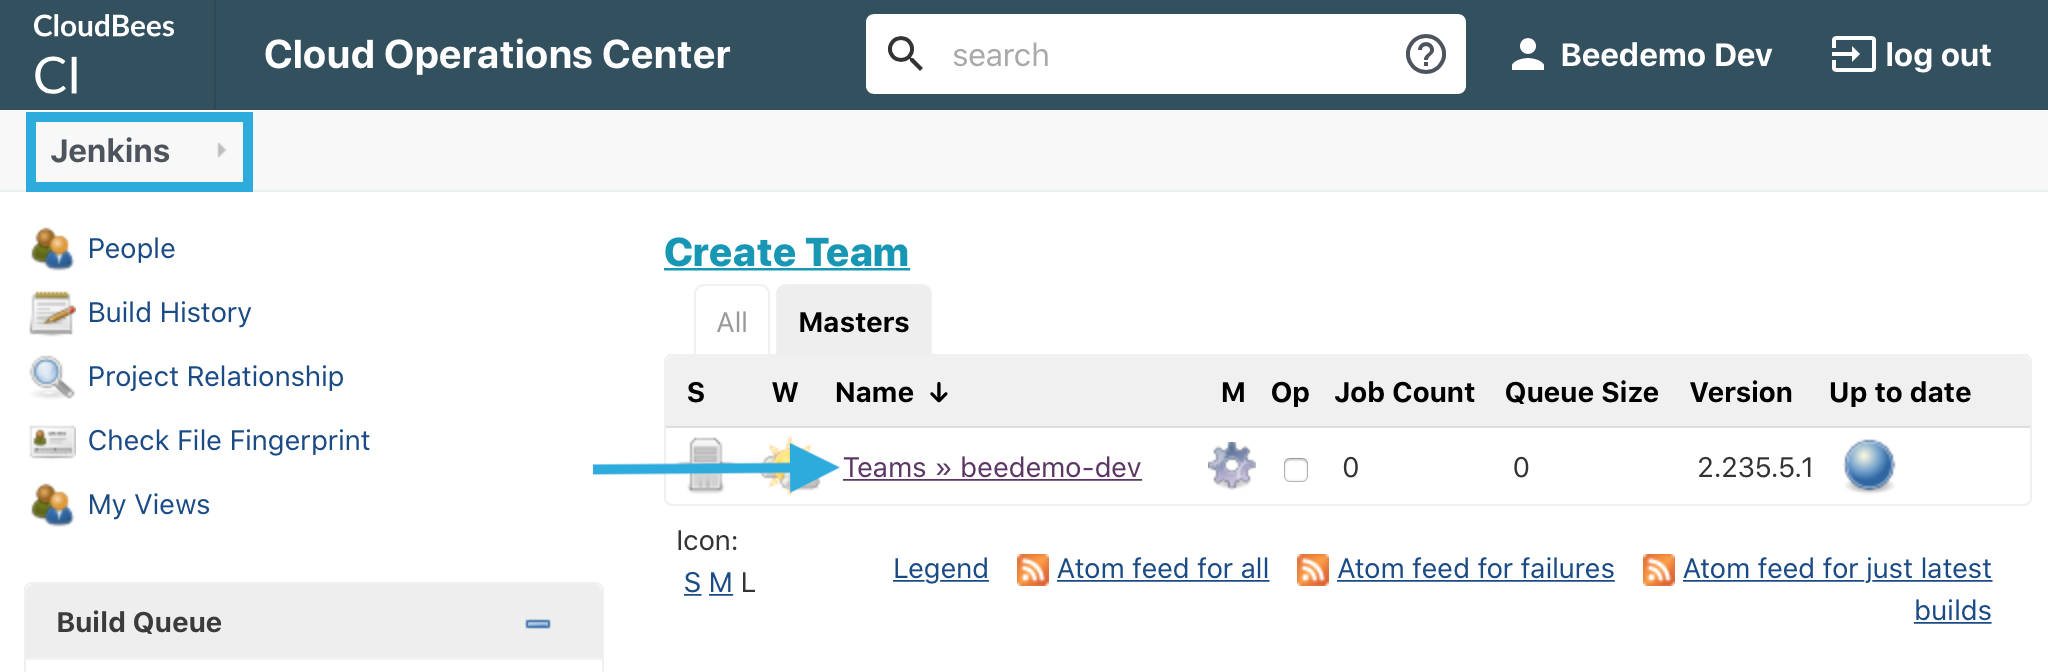 CloudBees
CI
Cloud Operations Center
search
Beedemo Dev
log out
Jenkins
People
Build History
Project Relationship
Check File Fingerprint
My Views
Build Queue
Create Team
All Masters
S W Name ↓ M Op Job Count Queue Size Version Up to date
Teams » beedemo-dev 0 0 2.235.5.1
Icon:
S M L
Legend Atom feed for all Atom feed for failures Atom feed for just latest
builds